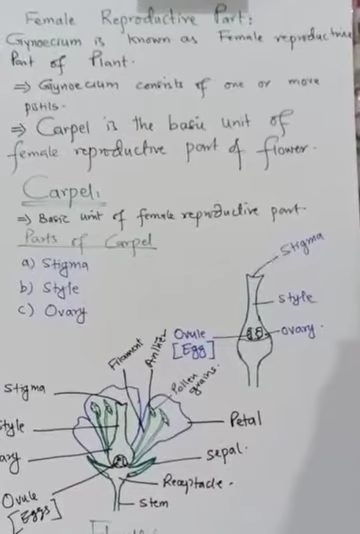 Female Reproductive Part:
Gynoecium is known as Female reproductive
Part of Plant.
⇒ Gynoecium consists of one or more
pistils.
⇒ Carpel is the basic unit of
female reproductive part of flower.
Carpel:
⇒ Basic unit of female reproductive part.
Parts of Carpel
a) Stigma
b) Style
c) Ovary
Stigma
Style
Ovule
[Egg]
ovary.
Filament
Anther
Pollen
grains.
Stigma
tyle
ary
Ovule
[Eggs]
Petal
sepal.
Receptacle.
Stem